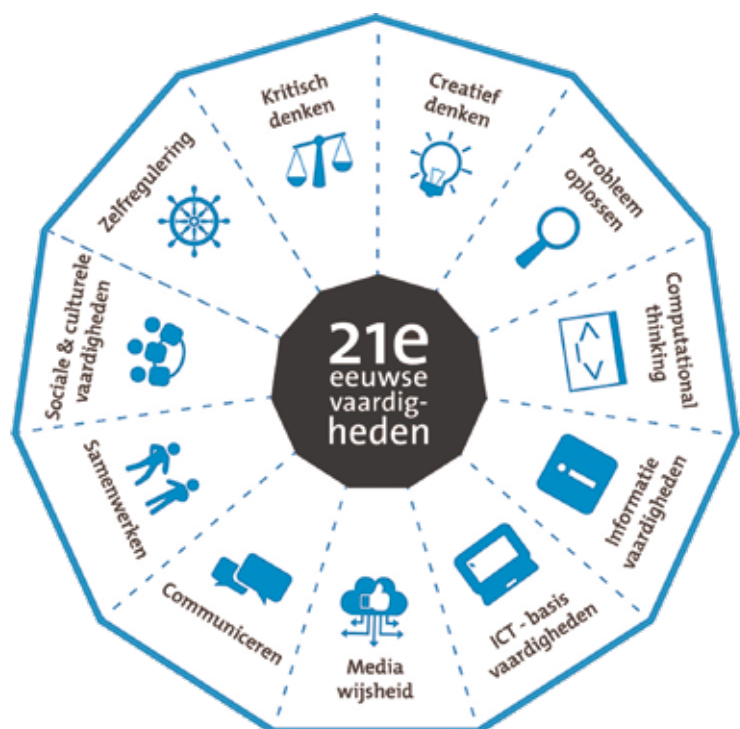 21e
eeuwse
vaardig-
heden
Creatief
denken
Probleem
oplossen
Computational
thinking
Informatie
vaardigheden
ICT - basis
vaardigheden
Media
wijsheid
Communiceren
Samenwerken
Sociale & culturele
vaardigheden
Zelfregulering
Kritisch
denken